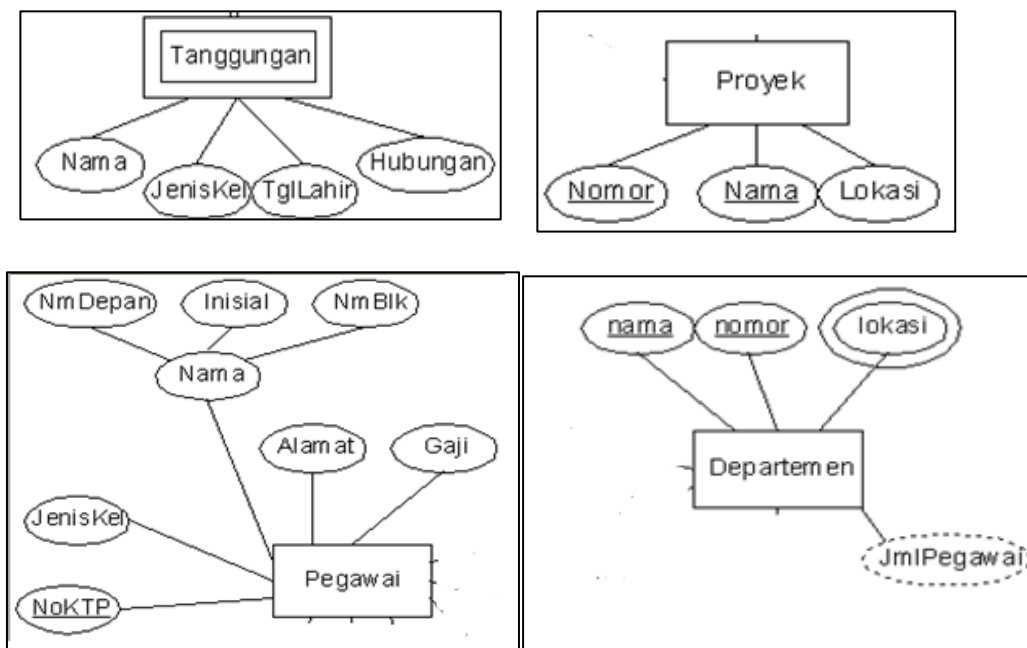 Tanggungan
Nama
JenisKel
TglLahir
Hubungan
Proyek
Nomor
Nama
Lokasi
NmDepan
Inisial
NmBlk
Nama
Alamat
Gaji
JenisKel
Pegawai
NoKTP
nama
nomor
lokasi
Departemen
JmlPegawai